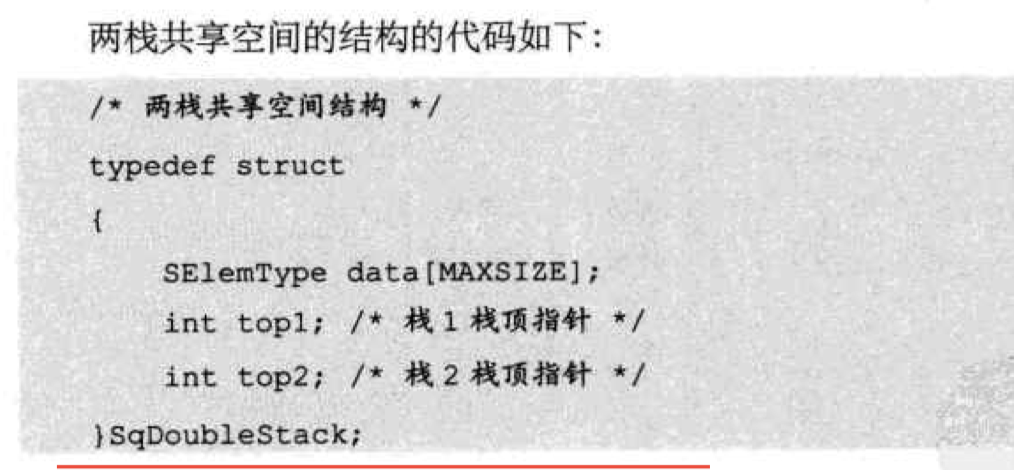 两栈共享空间的结构的代码如下：
/* 两栈共享空间结构 */
typedef struct
{
SElemType data[MAXSIZE];
int top1; /* 栈 1 栈顶指针 */
int top2; /* 栈 2 栈顶指针 */
}SqDoubleStack;